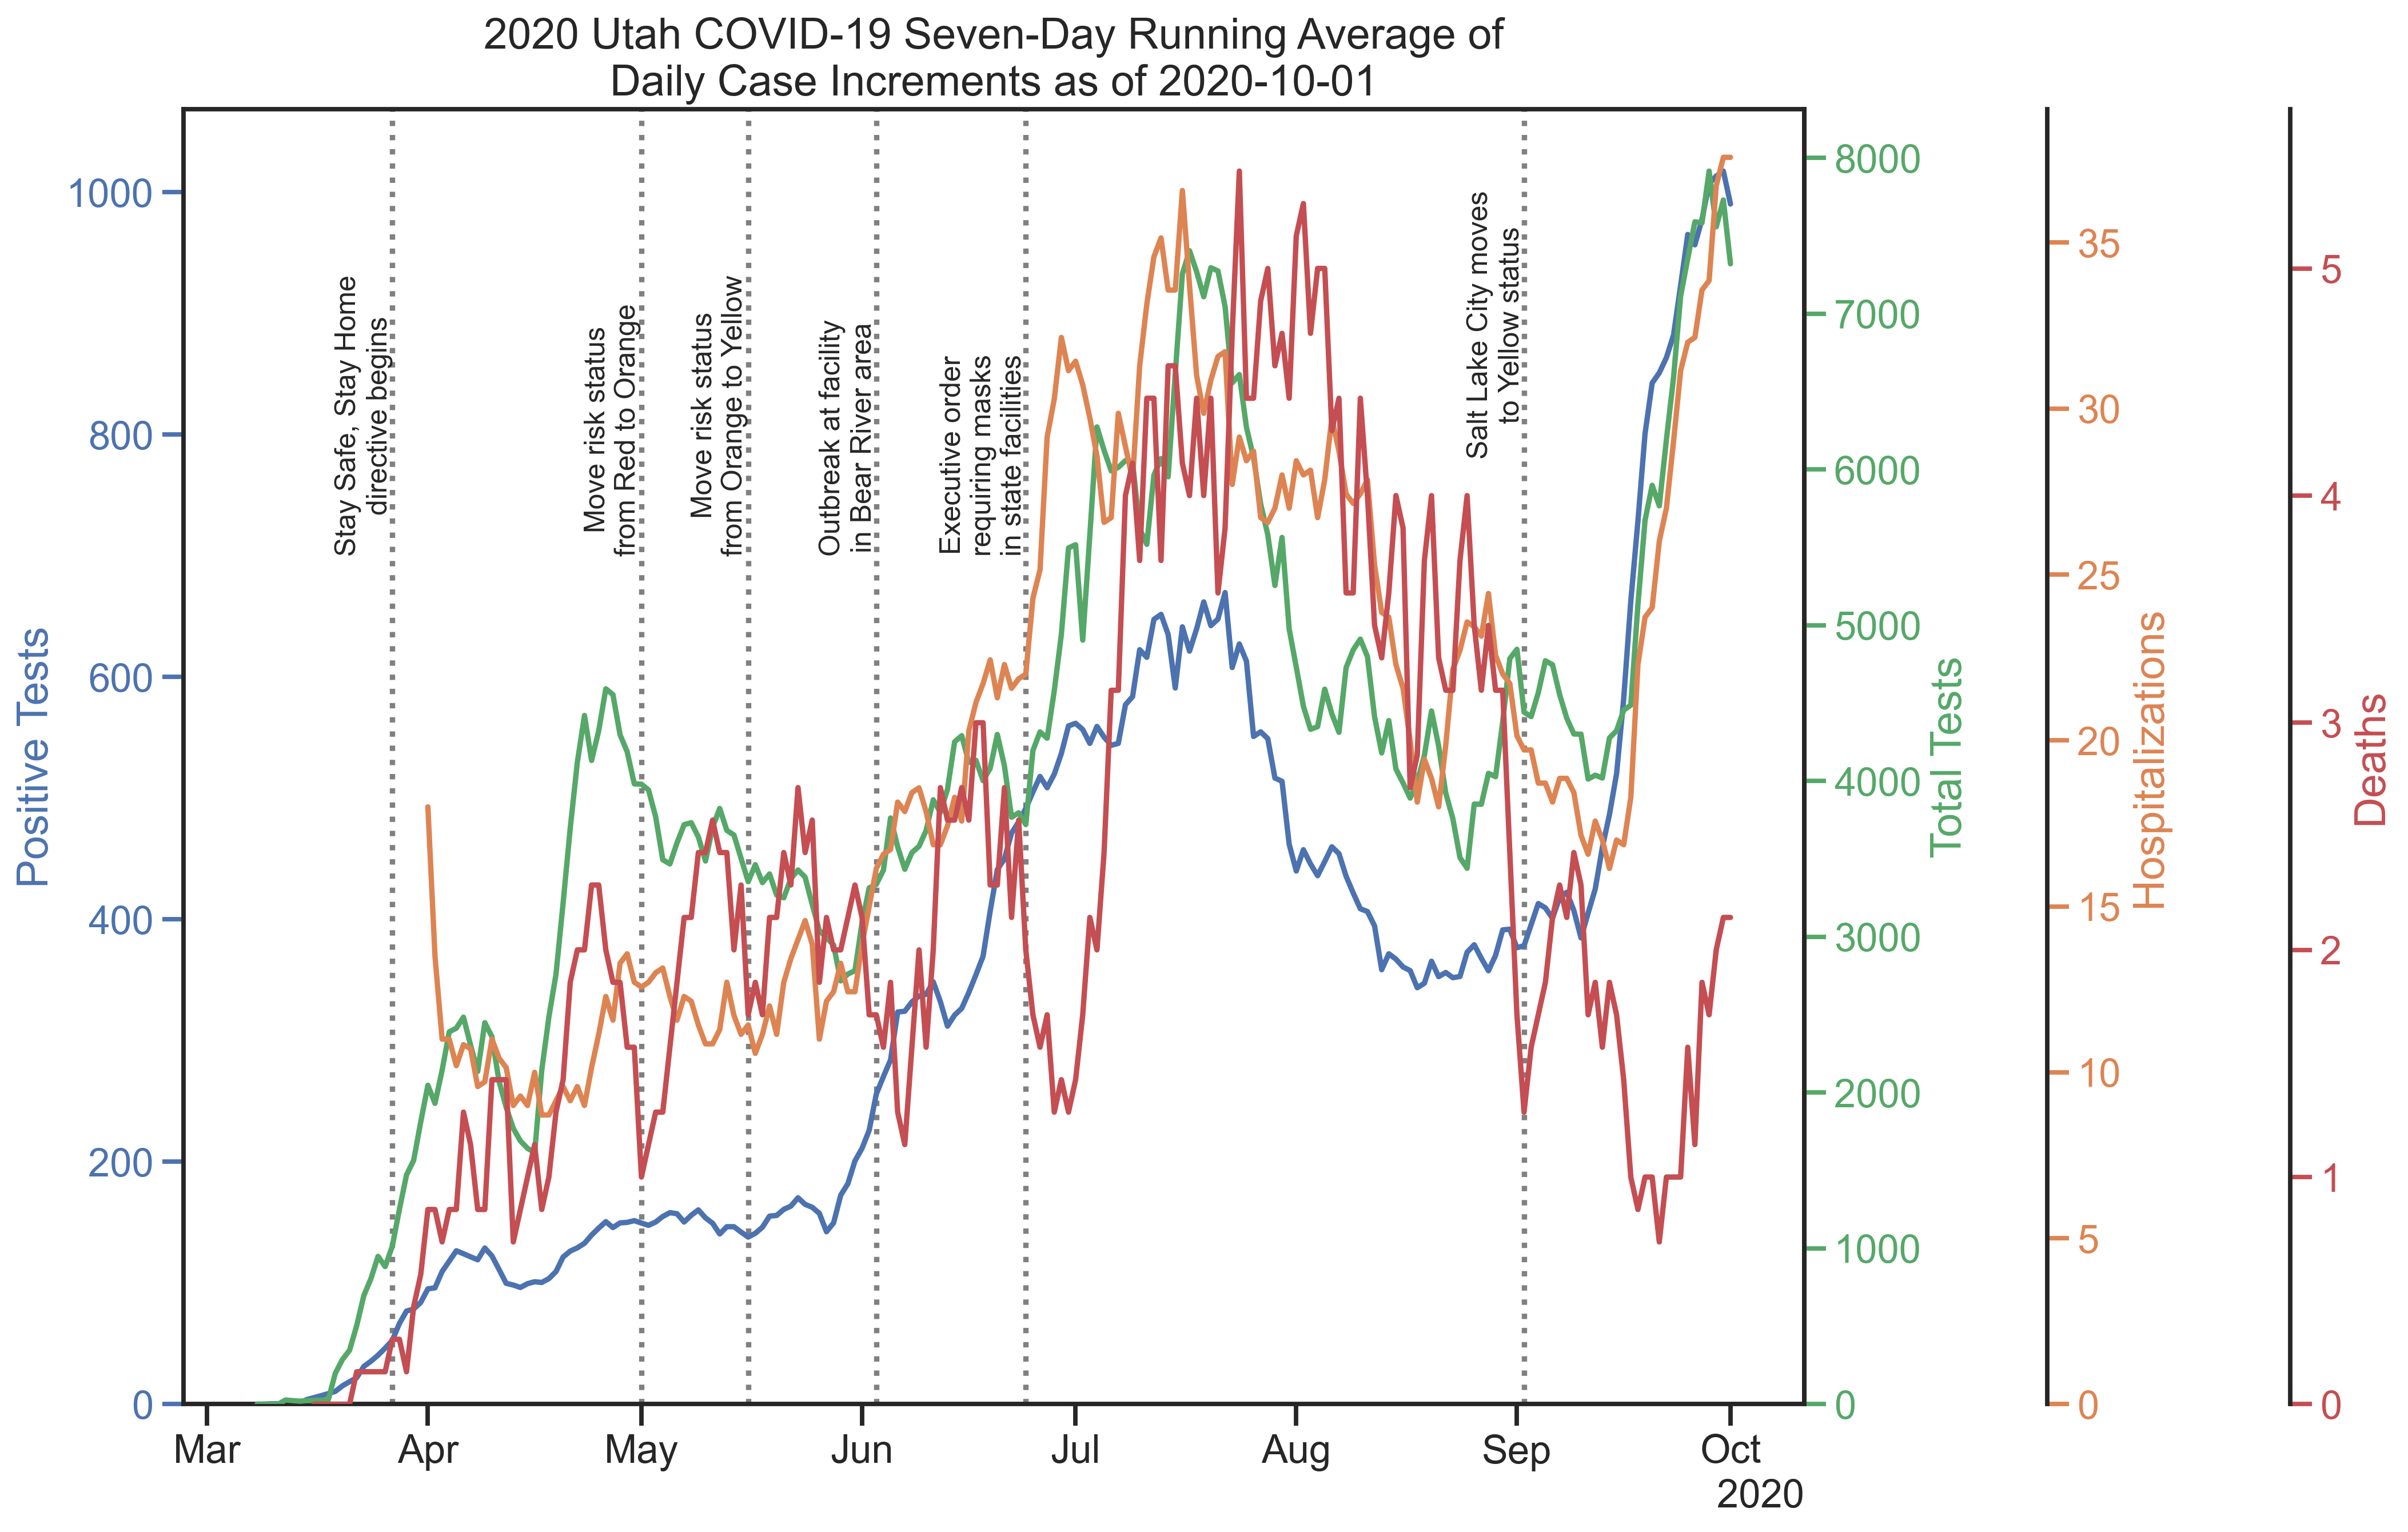 2020 Utah COVID-19 Seven-Day Running Average of
Daily Case Increments as of 2020-10-01
Positive Tests
1000
800
600
400
200
0
Stay Safe, Stay Home
directive begins
Move risk status
from Red to Orange
Move risk status
from Orange to Yellow
Outbreak at facility
in Bear River area
Executive order
requiring masks
in state facilities
Salt Lake City moves
to Yellow status
8000
7000
6000
5000
4000
3000
2000
1000
0
Total Tests
35
30
25
20
15
10
5
0
Hospitalizations
5
4
3
2
1
0
Deaths
Mar
Apr
May
Jun
Jul
Aug
Sep
Oct
2020